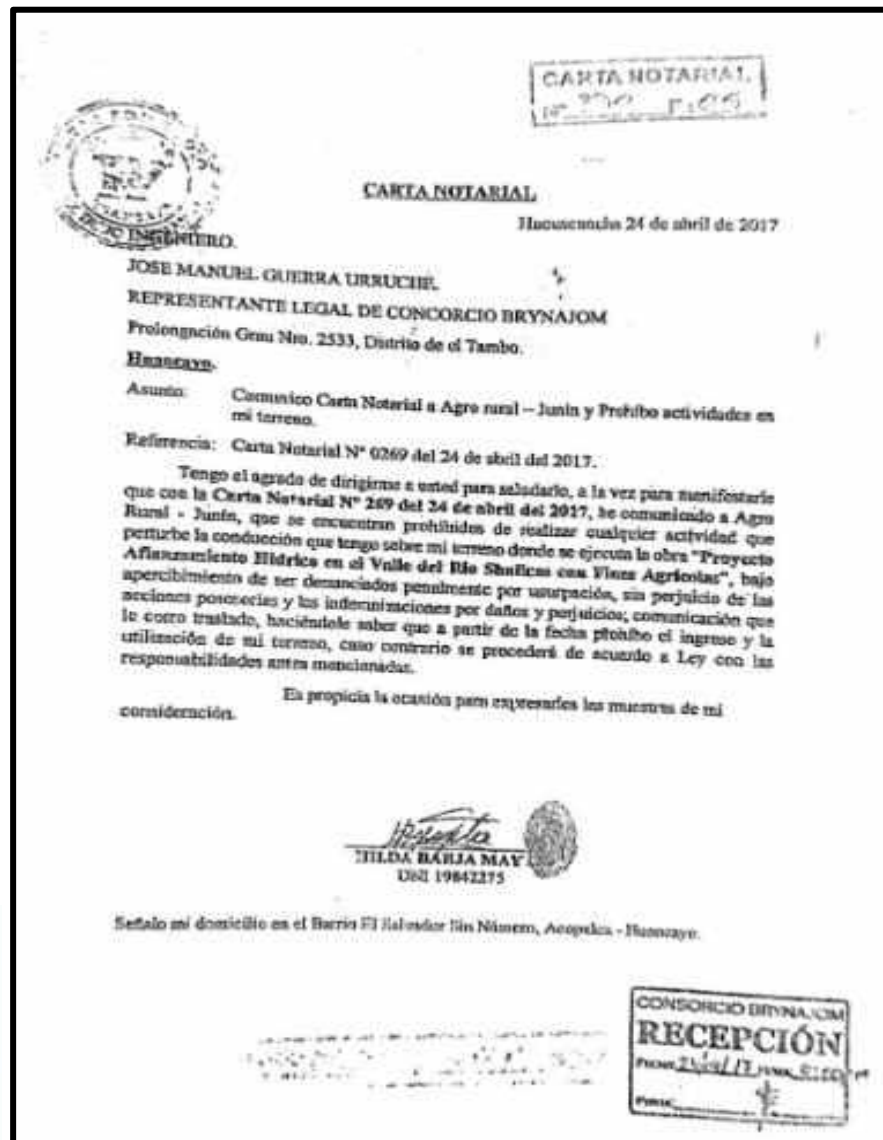 CARTA NOTARIAL
Nº
CARTA NOTARIAL
24 de abril de 2017
INGENIERO.
JOSE MANUEL GUERRA URRUCHE.
REPRESENTANTE LEGAL DE CONCORCIO BRYNAJOM
Prolongación Grau Nro. 2533, Distrito de el Tambo.
Huancayo.
Asunto: Comunico Carta Notarial a Agro rural – Junín y Prohíbo actividades en
mi terreno.
Referencia: Carta Notarial N° 0269 del 24 de abril del 2017.
Tengo el agrado de dirigirme a usted para saludarlo, a la vez para manifestarle
que con la Carta Notarial N° 269 del 24 de abril del 2017, he comunicado a Agro
Rural - Junín, que se encuentran prohibidos de realizar cualquier actividad que
perturbe la conducción que tengo sobre mi terreno donde se ejecuta la obra "Proyecto
Afianzamiento Hídrico en el Valle del Río Shullcas con Fines Agrícolas", bajo
apercibimiento de ser denunciados penalmente por usurpación, sin perjuicio de las
acciones posesorias y las indemnizaciones por daños y perjuicios; comunicación que
le corro traslado, haciéndole saber que a partir de la fecha prohíbo el ingreso y la
utilización de mi terreno, caso contrario se procederá de acuerdo a Ley con las
responsabilidades antes mencionadas.
Es propicia la ocasión para expresarles las muestras de mi
consideración.
HILDA BARJA MAY
DNI 19842275
Señalo mi domicilio en el Barrio El Salvador Sin Número, Acopalca - Huancayo.
CONSORCIO BRYNAJOM
RECEPCIÓN
FECHA HORA
FIRMA